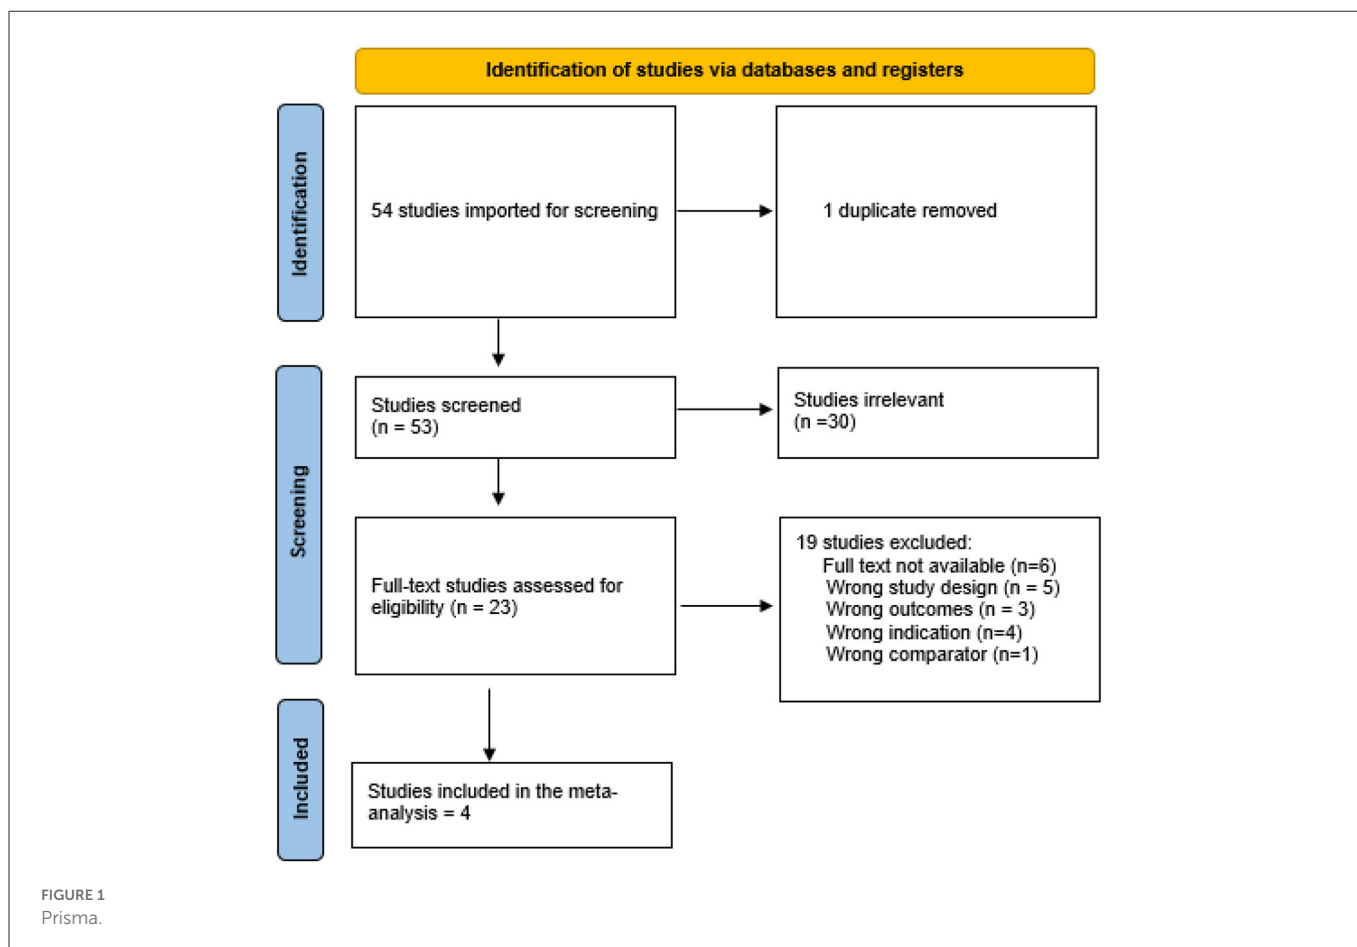 Identification of studies via databases and registers
Identification
54 studies imported for screening
1 duplicate removed
Screening
Studies screened
(n = 53)
Studies irrelevant
(n =30)
Full-text studies assessed for
eligibility (n = 23)
19 studies excluded:
Full text not available (n=6)
Wrong study design (n = 5)
Wrong outcomes (n = 3)
Wrong indication (n=4)
Wrong comparator (n=1)
Included
Studies included in the meta-
analysis = 4
FIGURE 1
Prisma.